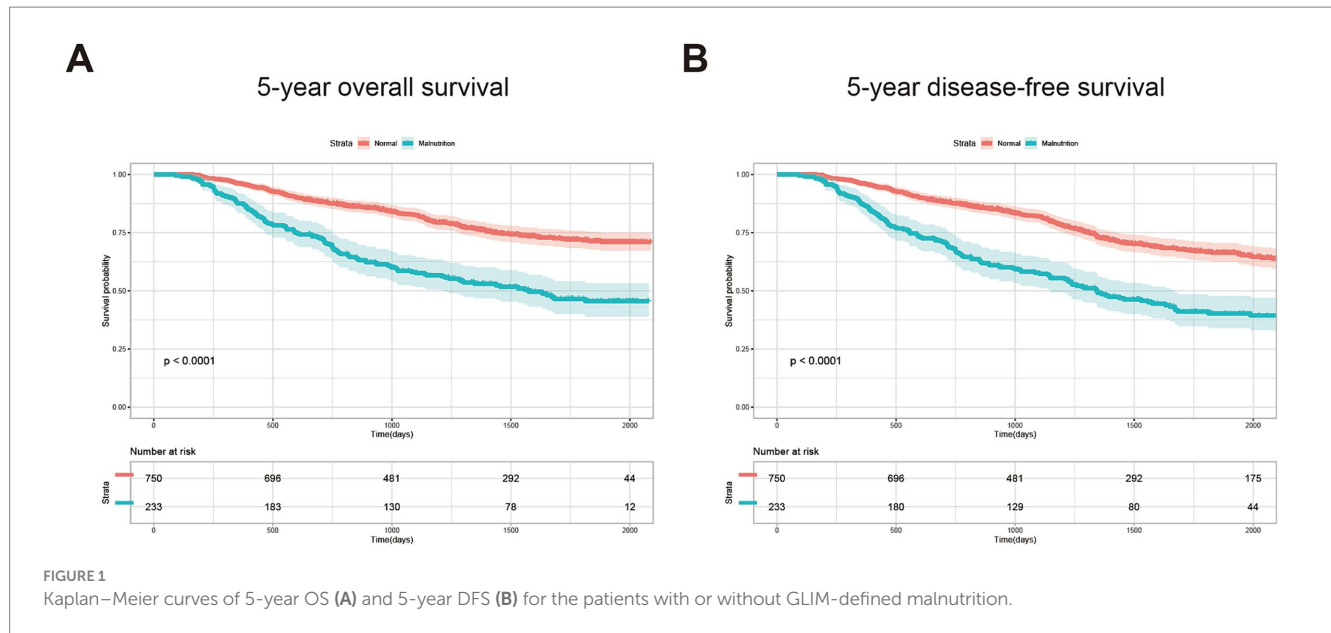 A
5-year overall survival
Strata Normal Malnutrition
Survival probability
1.00
0.75
0.50
0.25
0.00
p < 0.0001
0 500 1000 1500 2000
Time(days)
Number at risk
Strata
750 696 481 292 44
233 183 130 78 12
0 500 1000 1500 2000
Time(days)
B
5-year disease-free survival
Strata Normal Malnutrition
Survival probability
1.00
0.75
0.50
0.25
0.00
p < 0.0001
0 500 1000 1500 2000
Time(days)
Number at risk
Strata
750 696 481 292 175
233 180 129 80 44
0 500 1000 1500 2000
Time(days)
FIGURE 1
Kaplan–Meier curves of 5-year OS (A) and 5-year DFS (B) for the patients with or without GLIM-defined malnutrition.